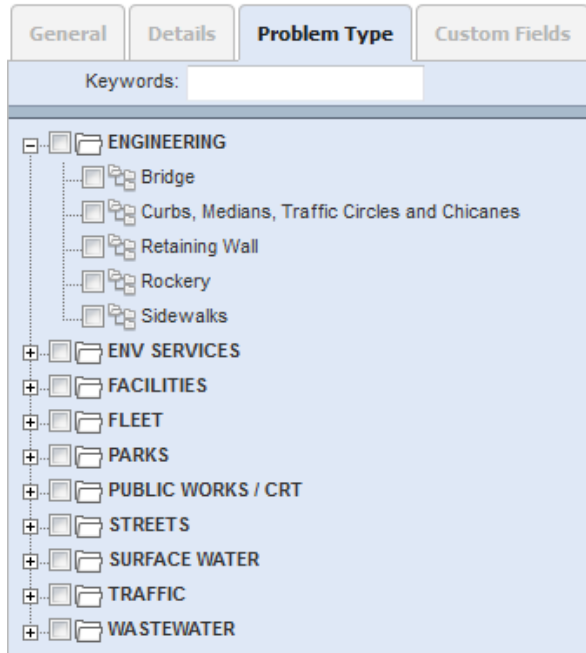 General Details Problem Type Custom Fields
Keywords:
ENGINEERING
Bridge
Curbs, Medians, Traffic Circles and Chicanes
Retaining Wall
Rockery
Sidewalks
ENV SERVICES
FACILITIES
FLEET
PARKS
PUBLIC WORKS / CRT
STREETS
SURFACE WATER
TRAFFIC
WASTEWATER